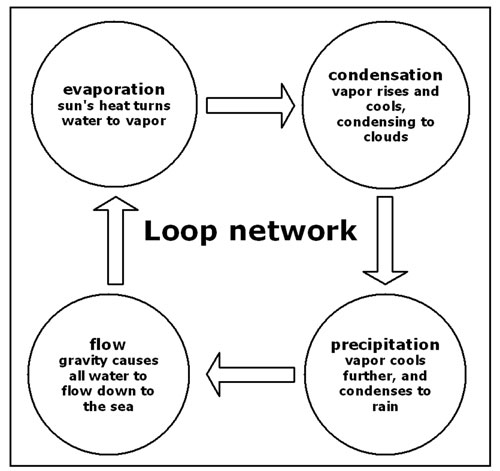 evaporation
sun's heat turns
water to vapor
condensation
vapor rises and
cools,
condensing to
clouds
Loop network
flow
gravity causes
all water to
flow down to
the sea
precipitation
vapor cools
further, and
condenses to
rain